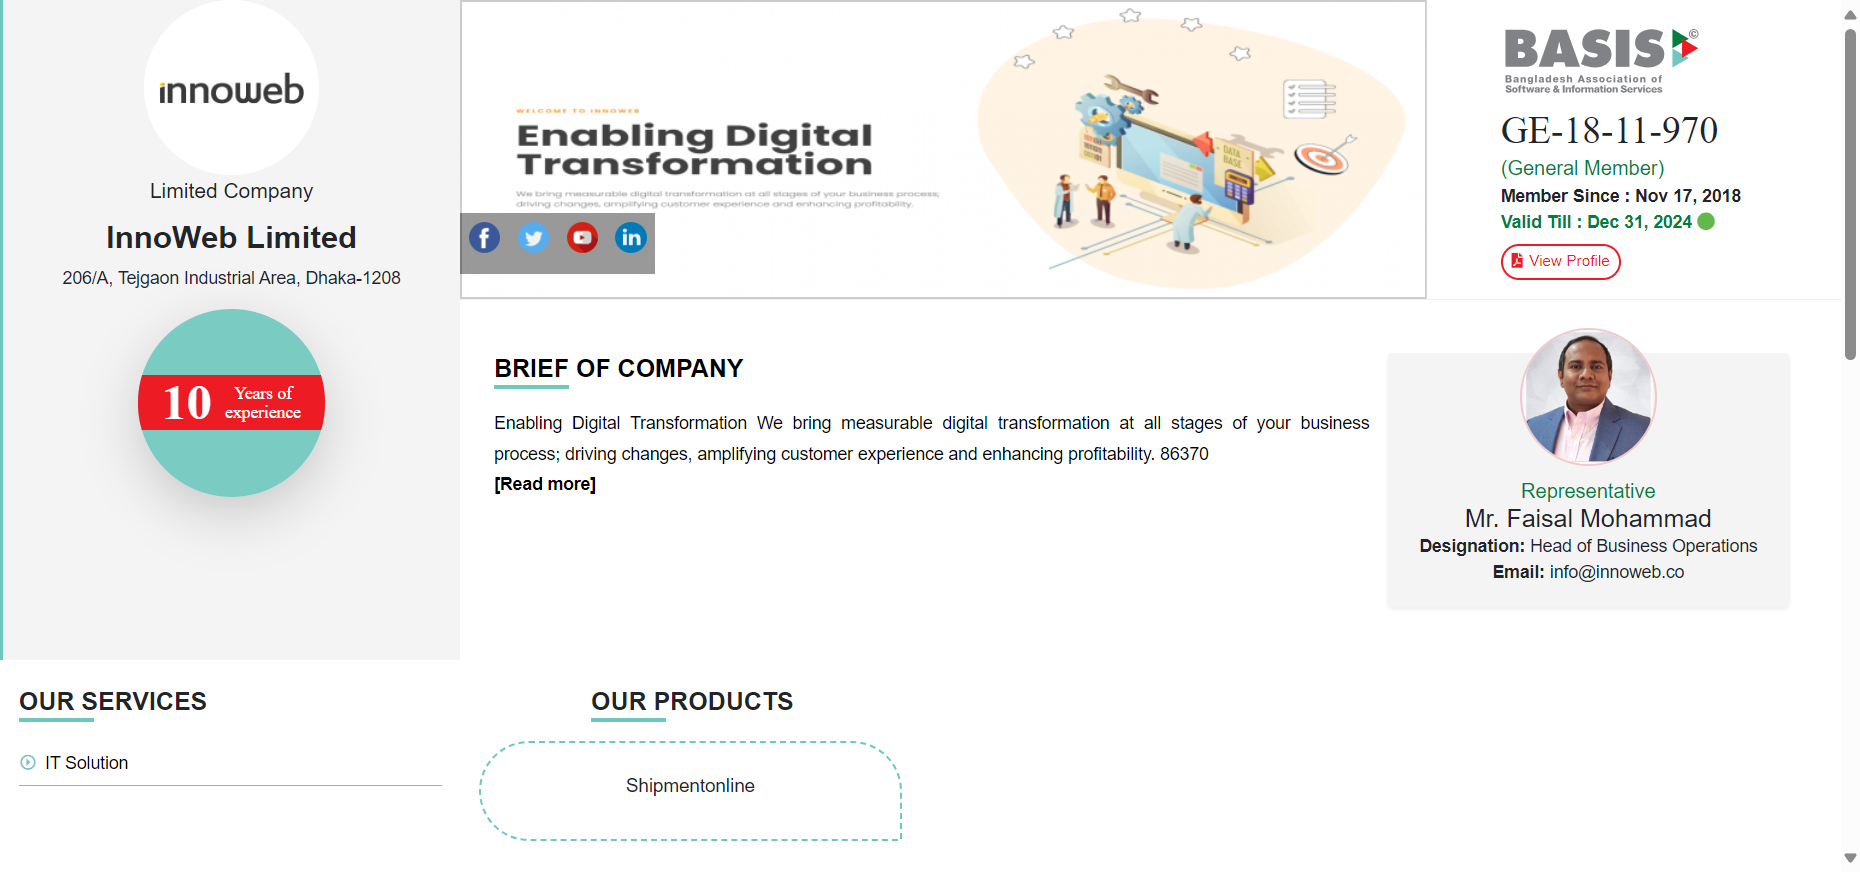 innoweb
Limited Company
InnoWeb Limited
206/A, Tejgaon Industrial Area, Dhaka-1208
10 Years of
experience
WELCOME TO INNOWEB
Enabling Digital
Transformation
We bring measurable digital transformation at all stages of your business process;
driving changes, amplifying customer experience and enhancing profitability.
DATA
BASE
BASIS©
Bangladesh Association of
Software & Information Services
GE-18-11-970
(General Member)
Member Since : Nov 17, 2018
Valid Till : Dec 31, 2024
View Profile
BRIEF OF COMPANY
Enabling Digital Transformation We bring measurable digital transformation at all stages of your business
process; driving changes, amplifying customer experience and enhancing profitability. 86370
[Read more]
Representative
Mr. Faisal Mohammad
Designation: Head of Business Operations
Email: info@innoweb.co
OUR SERVICES
IT Solution
OUR PRODUCTS
Shipmentonline